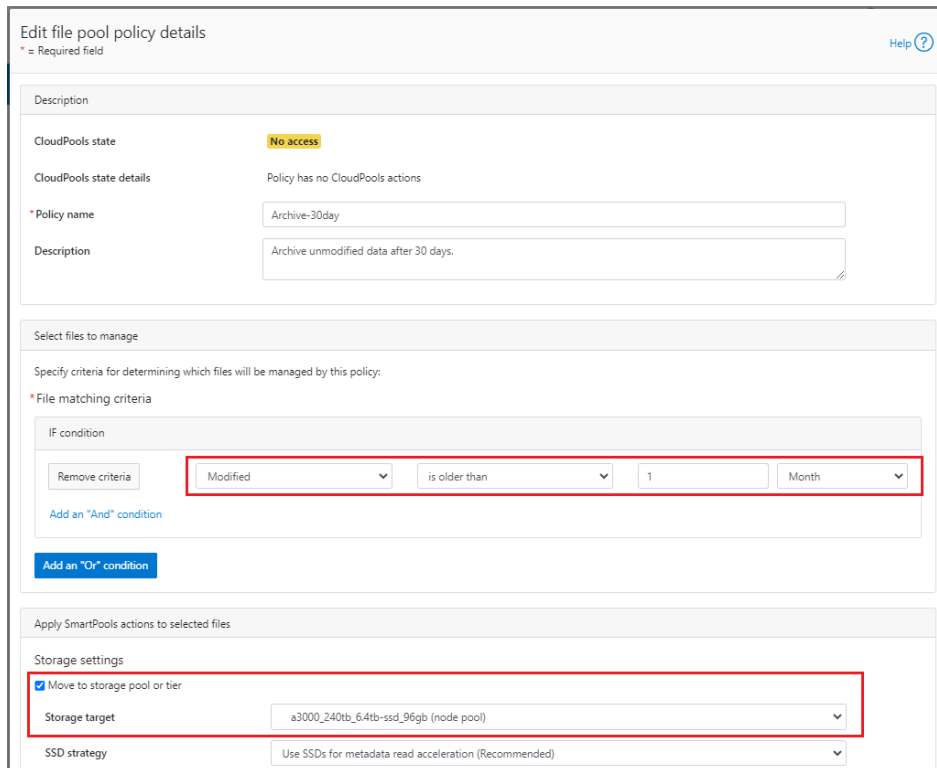 Edit file pool policy details
* = Required field
Help ?
Description
CloudPools state No access
CloudPools state details Policy has no CloudPools actions
* Policy name Archive-30day
Description Archive unmodified data after 30 days.
Select files to manage
Specify criteria for determining which files will be managed by this policy:
* File matching criteria
IF condition
Remove criteria Modified is older than 1 Month
Add an "And" condition
Add an "Or" condition
Apply SmartPools actions to selected files
Storage settings
Move to storage pool or tier
Storage target a3000_240tb_6.4tb-ssd_96gb (node pool)
SSD strategy Use SSDs for metadata read acceleration (Recommended)